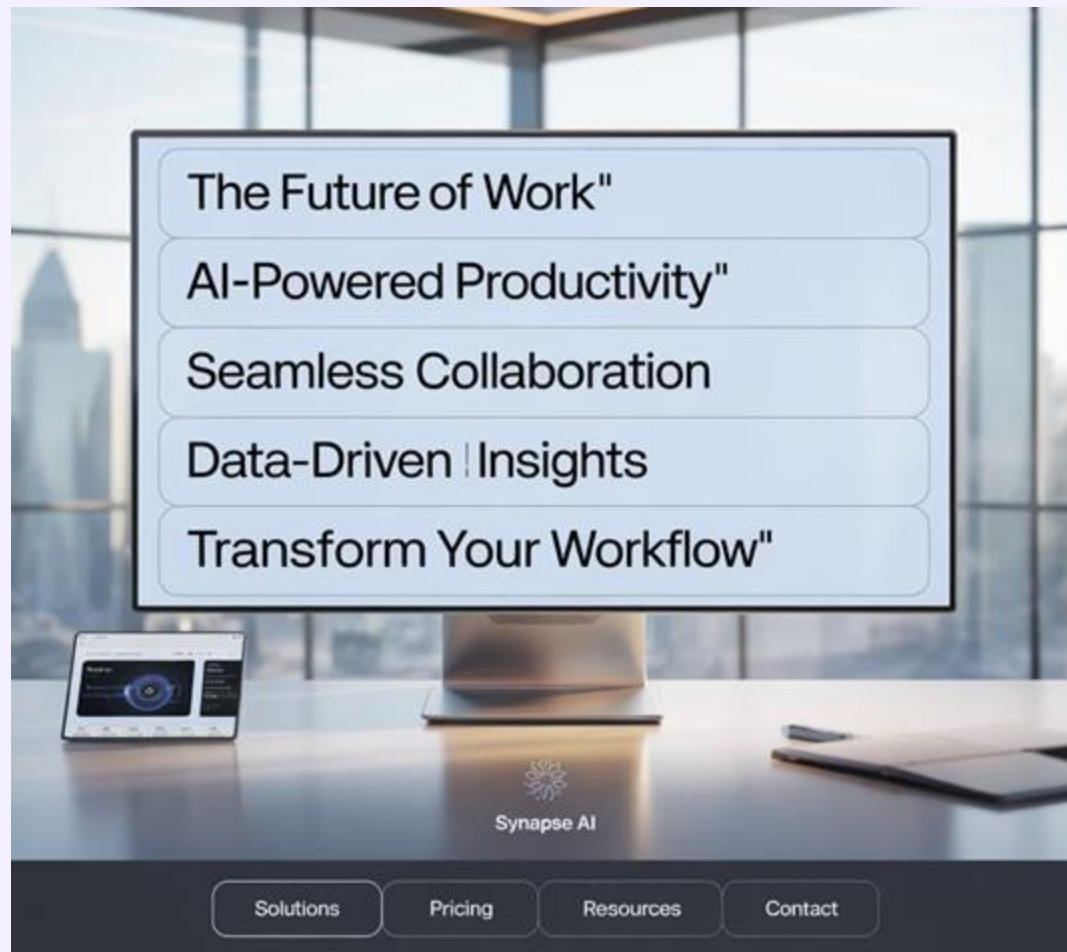 The Future of Work"
AI-Powered Productivity"
Seamless Collaboration
Data-Driven | Insights
Transform Your Workflow"
Synapse AI
Solutions
Pricing
Resources
Contact